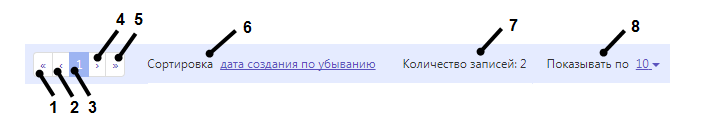 4 5 6 7 8
« ‹ 1 › » Сортировка дата создания по убыванию Количество записей: 2 Показывать по 10
1 2 3